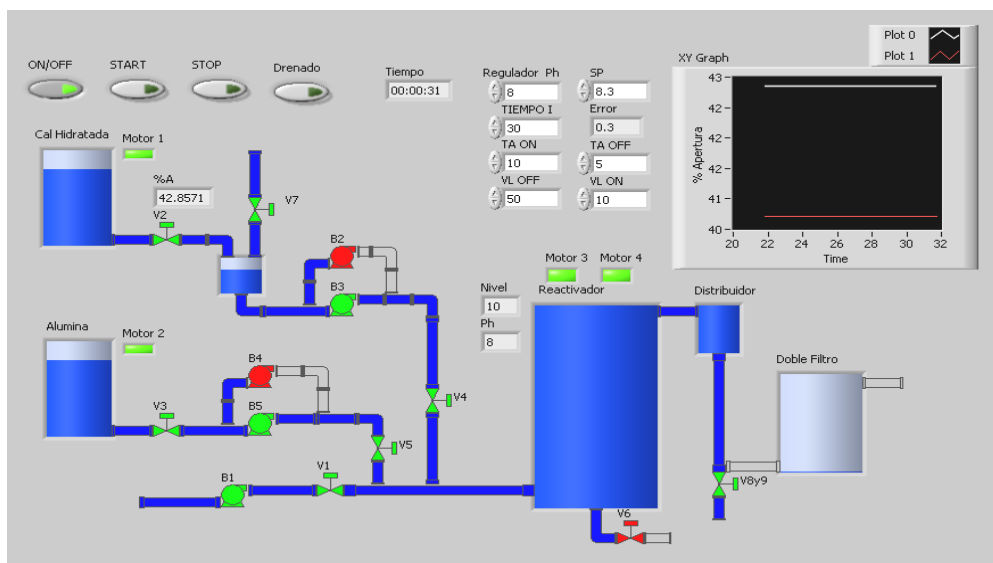 ON/OFF
START
STOP
Drenado
Tiempo
00:00:31
Regulador Ph
8
SP
8.3
TIEMPO I
30
Error
0.3
TA ON
10
TA OFF
5
VL OFF
50
VL ON
10
Plot 0
Plot 1
XY Graph
43
42
42
42
41
41
40
% Apertura
20
22
24
26
28
30
32
Time
Cal Hidratada
Motor 1
%A
42.8571
V2
V7
B2
B3
Nivel
10
Ph
8
Motor 3
Motor 4
Reactivador
Distribuidor
Doble Filtro
Alumina
Motor 2
B4
B5
V3
V4
V5
B1
V1
V6
V8y9